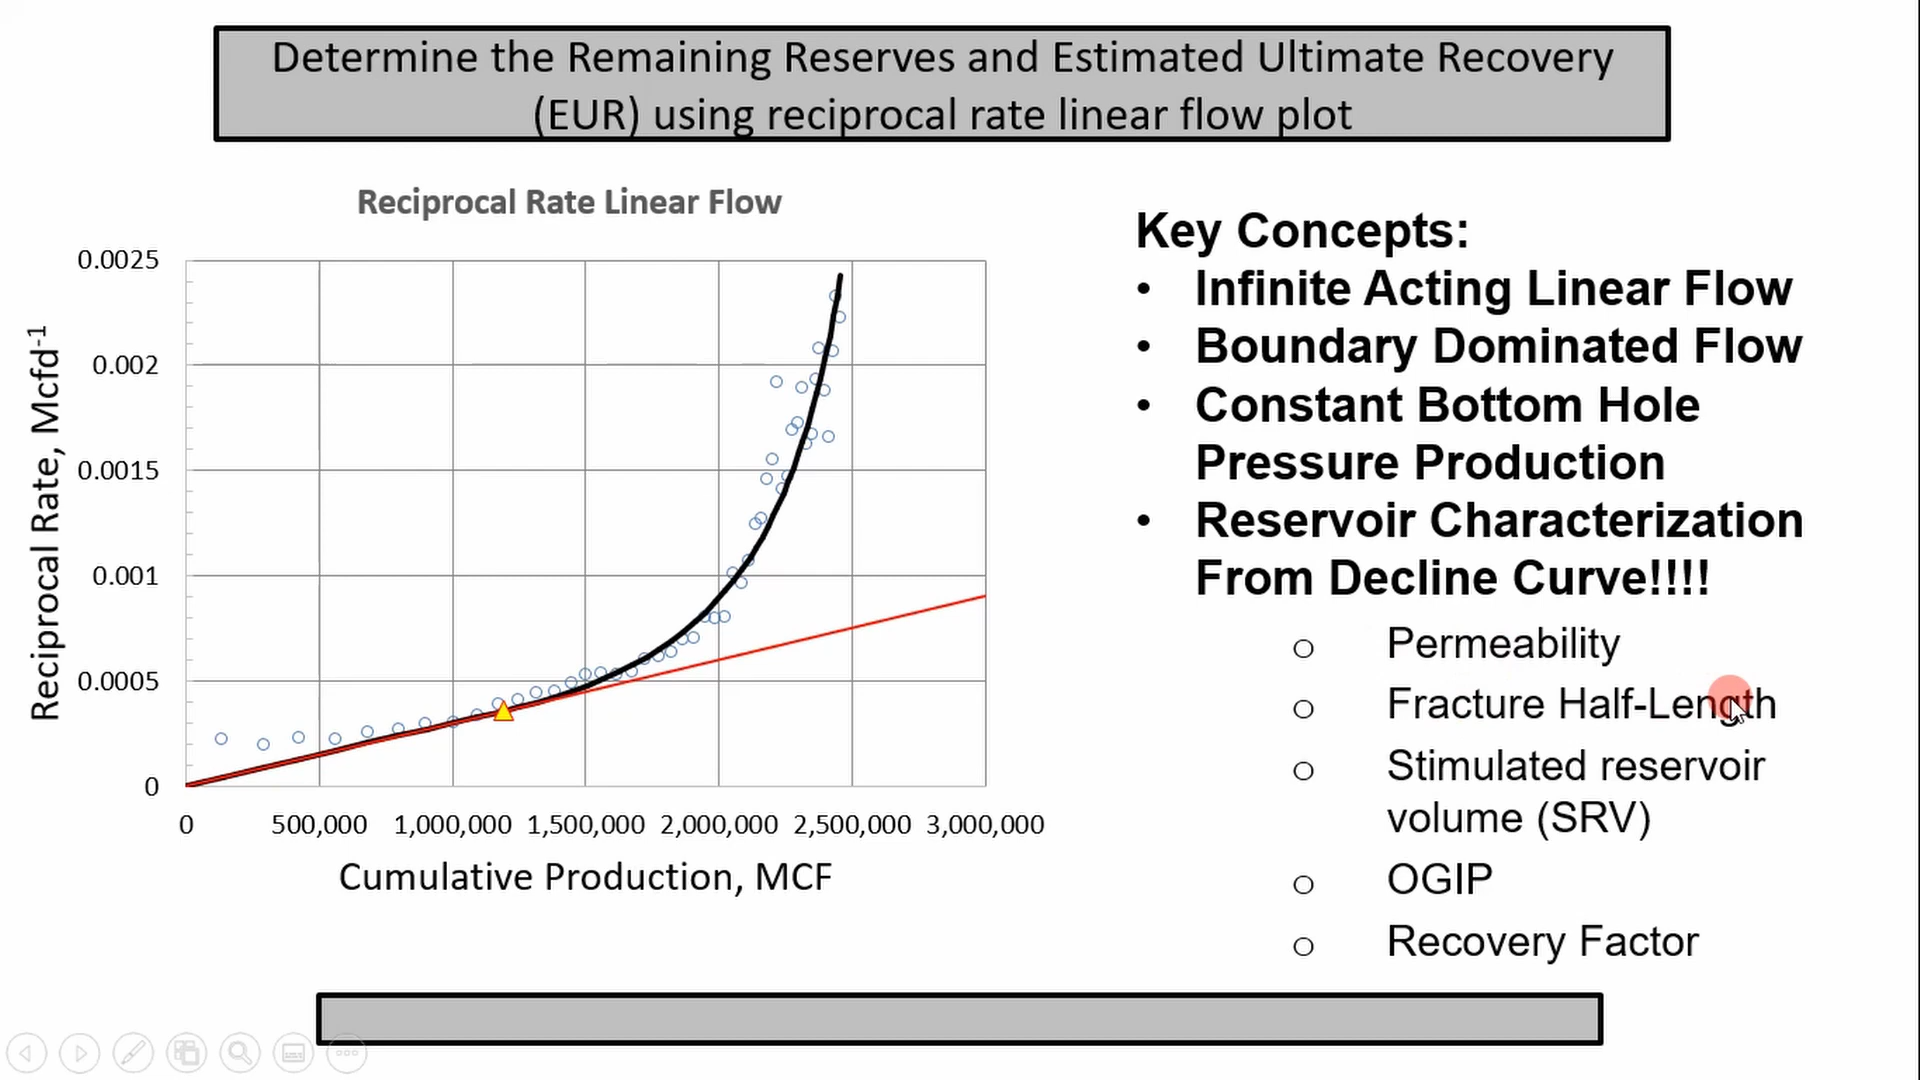 Determine the Remaining Reserves and Estimated Ultimate Recovery
(EUR) using reciprocal rate linear flow plot
Reciprocal Rate Linear Flow
Reciprocal Rate, Mcfd-1
0.0025
0.002
0.0015
0.001
0.0005
0
0 500,000 1,000,000 1,500,000 2,000,000 2,500,000 3,000,000
Cumulative Production, MCF
Key Concepts:
• Infinite Acting Linear Flow
• Boundary Dominated Flow
• Constant Bottom Hole
Pressure Production
• Reservoir Characterization
From Decline Curve!!!!
o Permeability
o Fracture Half-Length
o Stimulated reservoir
volume (SRV)
o OGIP
o Recovery Factor